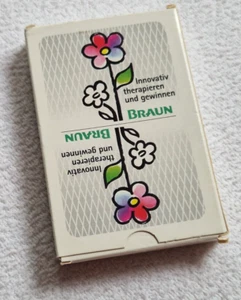 Innovativ
therapieren
und gewinnen
BRAUN
BRAUN
Innovativ
therapieren
und gewinnen